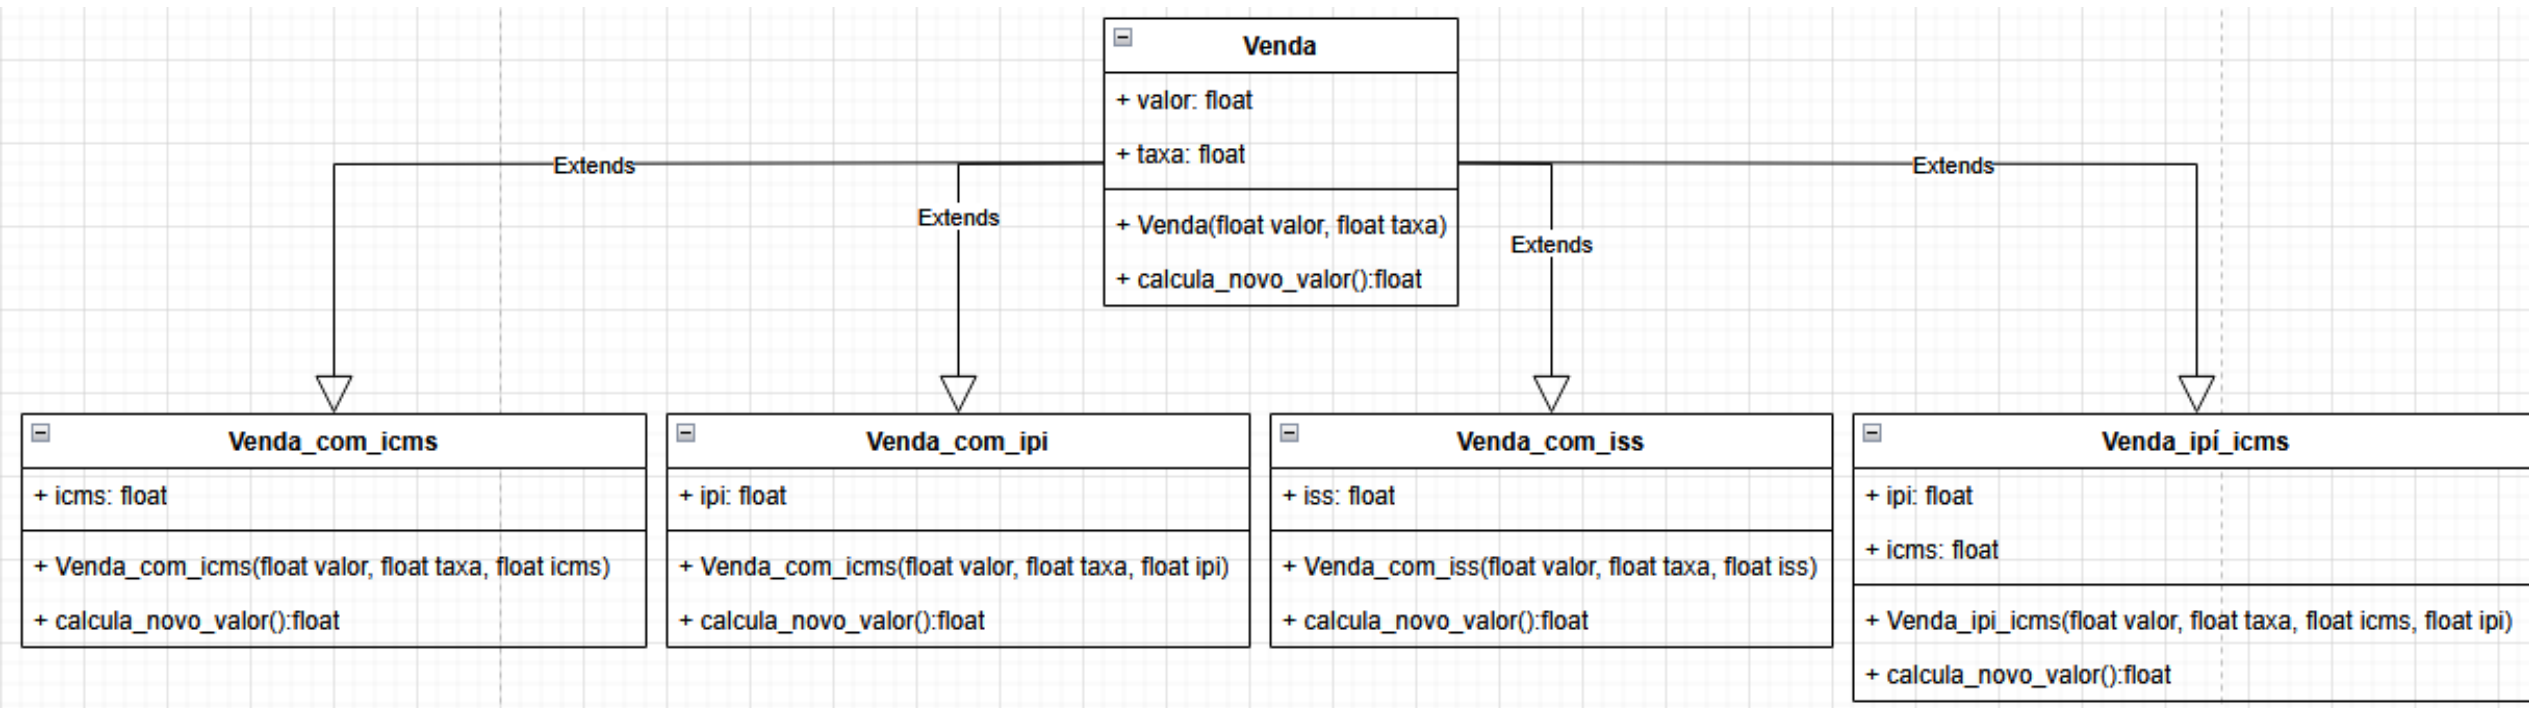 Venda
+ valor: float
+ taxa: float
+ Venda(float valor, float taxa)
+ calcula_novo_valor():float
Extends
Extends
Extends
Extends
Venda_com_icms
+ icms: float
+ Venda_com_icms(float valor, float taxa, float icms)
+ calcula_novo_valor():float
Venda_com_ipi
+ ipi: float
+ Venda_com_icms(float valor, float taxa, float ipi)
+ calcula_novo_valor():float
Venda_com_iss
+ iss: float
+ Venda_com_iss(float valor, float taxa, float iss)
+ calcula_novo_valor():float
Venda_ipi_icms
+ ipi: float
+ icms: float
+ Venda_ipi_icms(float valor, float taxa, float icms, float ipi)
+ calcula_novo_valor():float